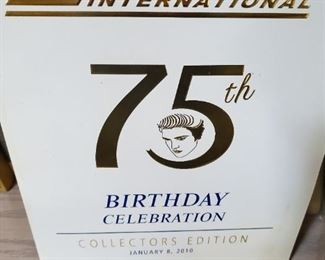 INTERNATIONAL
75th
BIRTHDAY
CELEBRATION
COLLECTORS EDITION
JANUARY 8, 2010